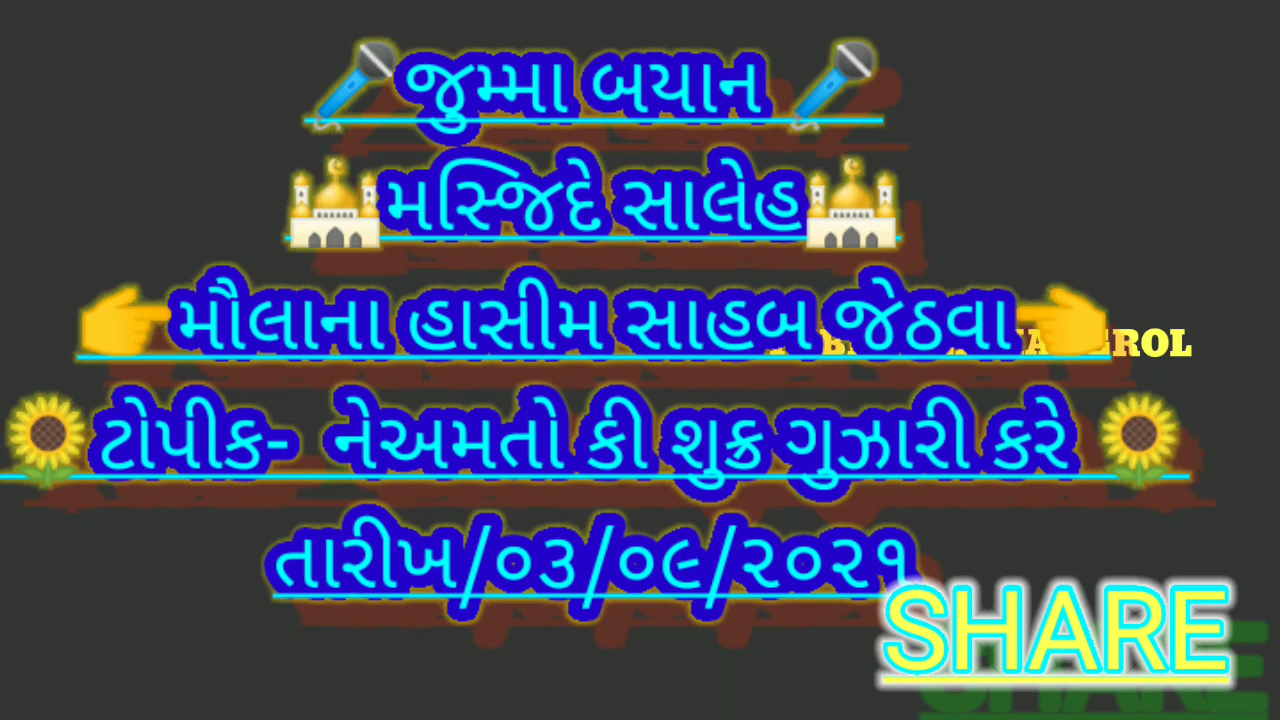 🎤જુમ્મા બયાન 🎤
🕌મસ્જિદે સાલેહ🕌
👉મૌલાના હાસીમ સાહબ જેઠવા👈
🌻ટોપીક- નેઅમતો કી શુક્ર ગુઝારી કરે 🌻
તારીખ/૦૩/૦૯/૨૦૨૧
SHARE